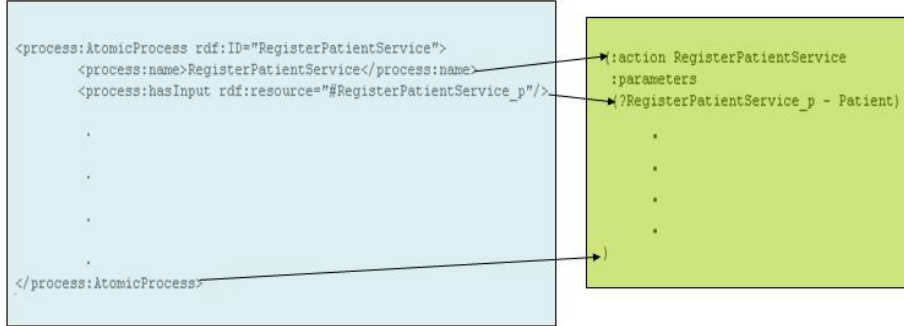 <process:AtomicProcess rdf:ID="RegisterPatientService">
<process:name>RegisterPatientService</process:name>
<process:hasInput rdf:resource="#RegisterPatientService_p"/>
.
.
.
.
</process:AtomicProcess>
(:action RegisterPatientService
:parameters
(?RegisterPatientService_p - Patient)
.
.
.
.
)